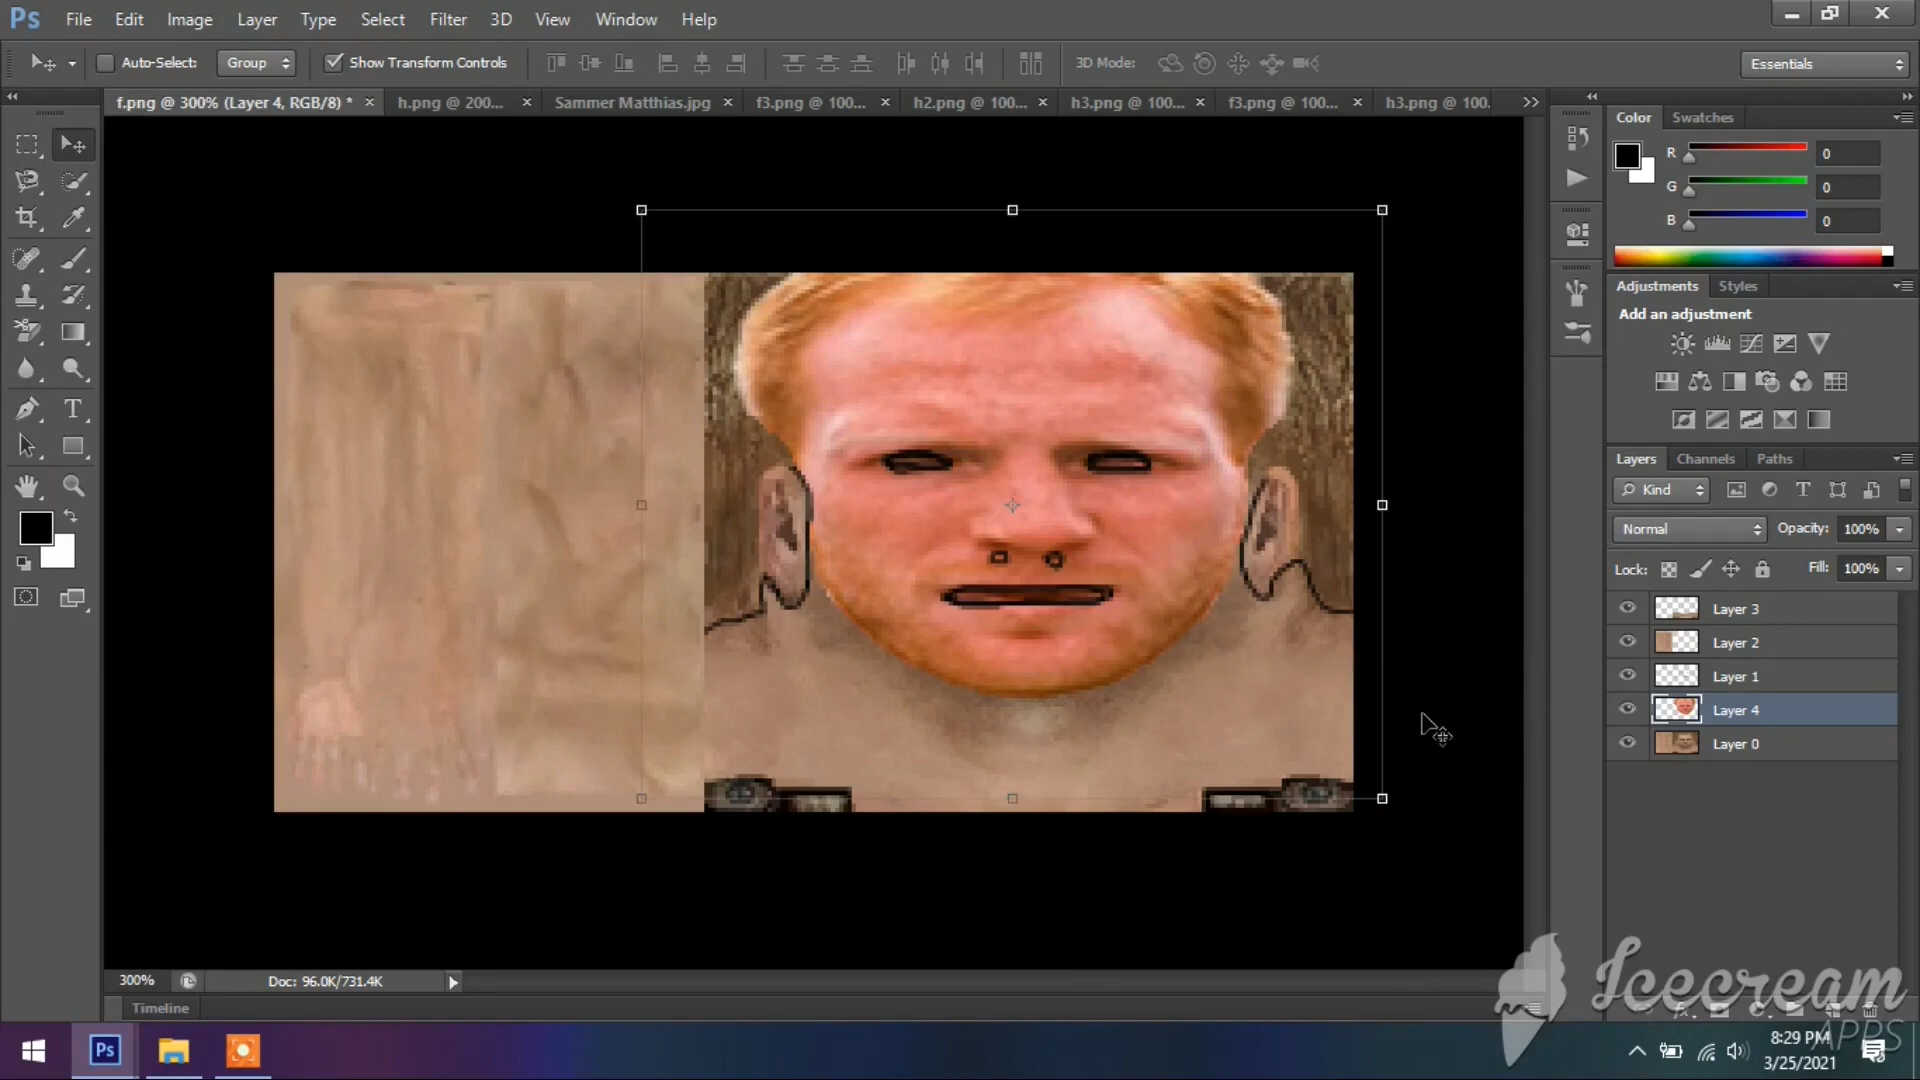 Ps File Edit Image Layer Type Select Filter 3D View Window Help
Auto-Select: Group Show Transform Controls 3D Mode: Essentials
f.png @ 300% (Layer 4, RGB/8) * × h.png @ 200... × Sammer Matthias.jpg × f3.png @ 100... × h2.png @ 100... × h3.png @ 100... × f3.png @ 100... × h3.png @ 100.
Color Swatches
R 0
G 0
B 0
Adjustments Styles
Add an adjustment
Layers Channels Paths
Kind
Normal Opacity: 100%
Lock: Fill: 100%
Layer 3
Layer 2
Layer 1
Layer 4
Layer 0
300% Doc: 96.0K/731.4K
Timeline
Icecream
APPS
Ps
8:29 PM
3/25/2021